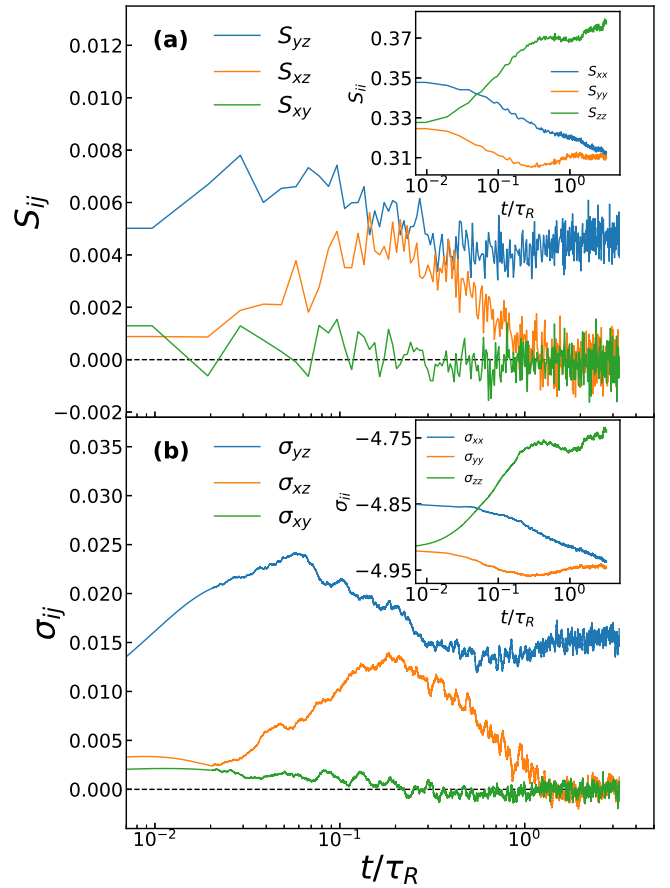 (a)
S_yz
S_xz
S_xy
0.012
0.010
0.008
0.006
0.004
0.002
0.000
−0.002
S_ij
0.37
0.35
0.33
0.31
S_ii
S_xx
S_yy
S_zz
10^−2 10^−1 10^0
t/τ_R
(b)
σ_yz
σ_xz
σ_xy
0.035
0.030
0.025
0.020
0.015
0.010
0.005
0.000
σ_ij
−4.75
−4.85
−4.95
σ_ii
σ_xx
σ_yy
σ_zz
10^−2 10^−1 10^0
t/τ_R
10^−2 10^−1 10^0
t/τ_R